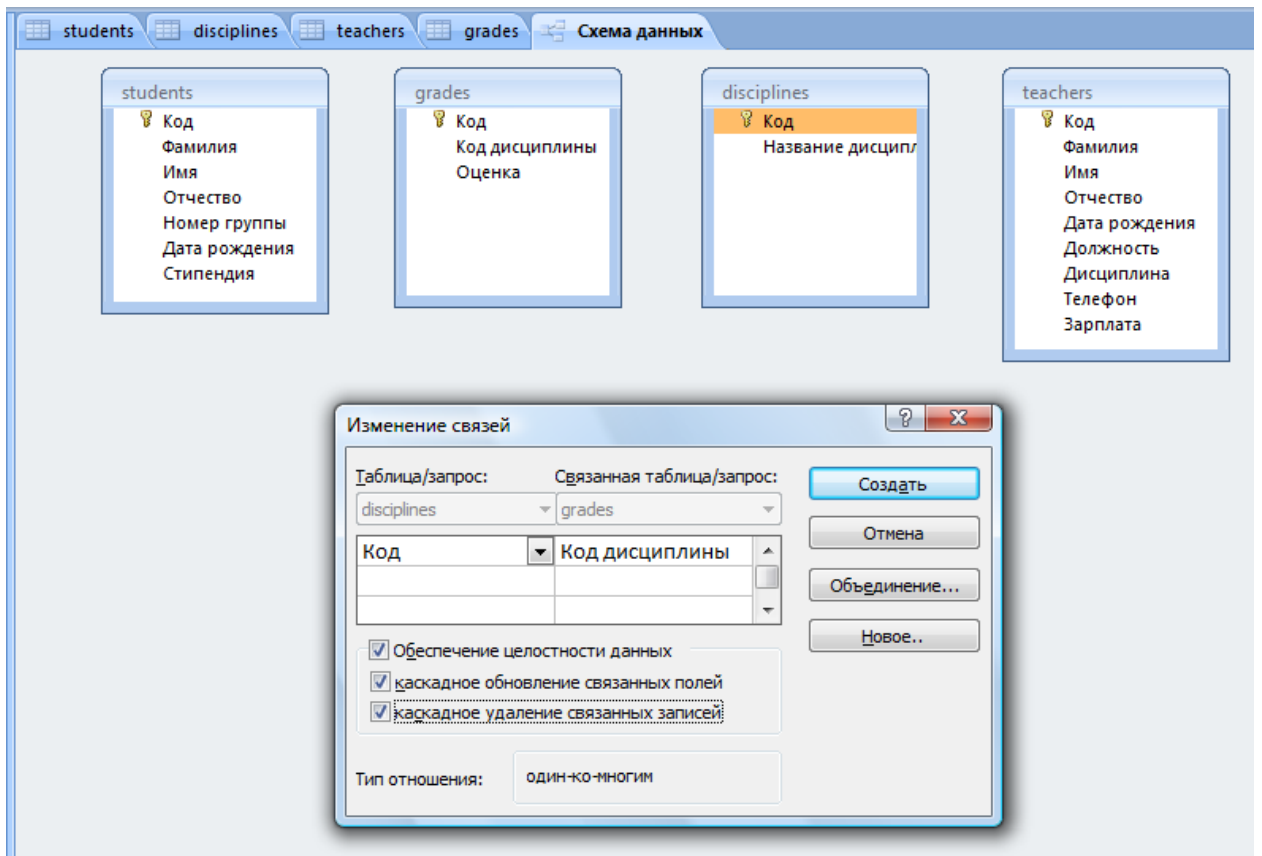 students disciplines teachers grades Схема данных
students
Код
Фамилия
Имя
Отчество
Номер группы
Дата рождения
Стипендия
grades
Код
Код дисциплины
Оценка
disciplines
Код
Название дисципл
teachers
Код
Фамилия
Имя
Отчество
Дата рождения
Должность
Дисциплина
Телефон
Зарплата
Изменение связей
Таблица/запрос: Связанная таблица/запрос:
disciplines grades
Код Код дисциплины
Обеспечение целостности данных
каскадное обновление связанных полей
каскадное удаление связанных записей
Тип отношения: один-ко-многим
Создать
Отмена
Объединение...
Новое..